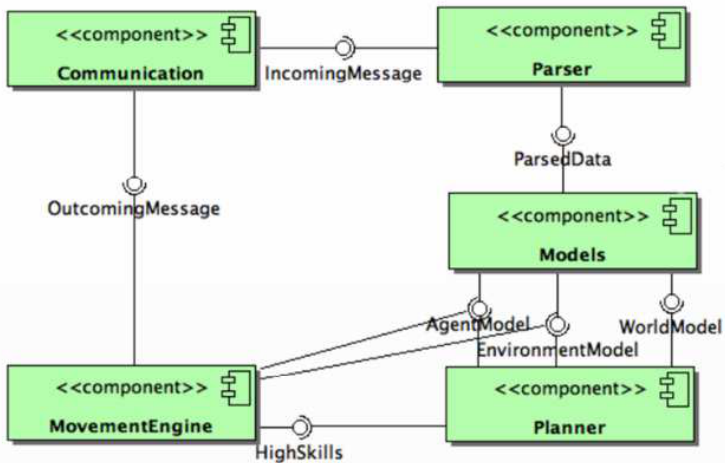 <<component>>
Communication
IncomingMessage
<<component>>
Parser
ParsedData
OutcomingMessage
<<component>>
Models
AgentModel
EnvironmentModel
WorldModel
<<component>>
MovementEngine
HighSkills
<<component>>
Planner